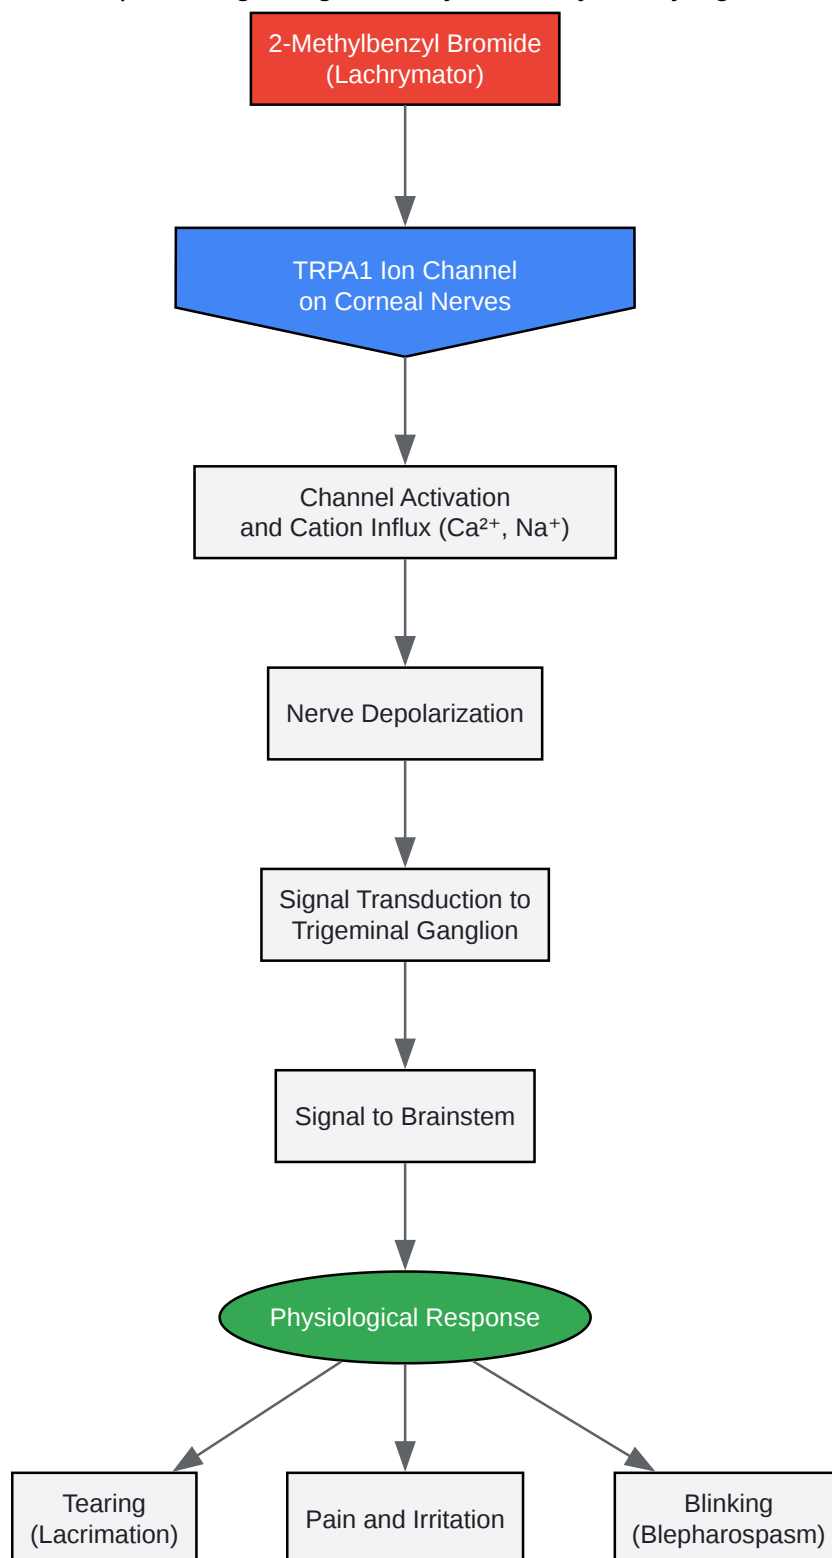 2-Methylbenzyl Bromide
(Lachrymator)
TRPA1 Ion Channel
on Corneal Nerves
Channel Activation
and Cation Influx (Ca²⁺, Na⁺)
Nerve Depolarization
Signal Transduction to
Trigeminal Ganglion
Signal to Brainstem
Physiological Response
Tearing
(Lacrimation)
Pain and Irritation
Blinking
(Blepharospasm)